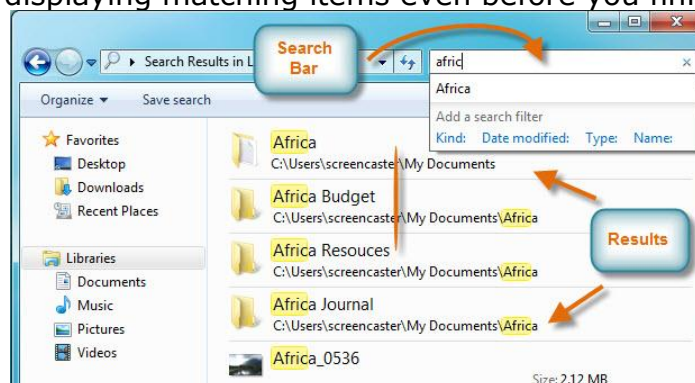 displaying matching items even before you fini
Search Results in L
Search
Bar
afric
Africa
Add a search filter
Kind: Date modified: Type: Name:
Organize
Save search
Favorites
Desktop
Downloads
Recent Places
Libraries
Documents
Music
Pictures
Videos
Africa
C:\Users\screencaster\My Documents
Africa Budget
C:\Users\screencaster\My Documents\Africa
Africa Resouces
C:\Users\screencaster\My Documents\Africa
Africa Journal
C:\Users\screencaster\My Documents\Africa
Africa_0536
Size: 2.12 MB
Results